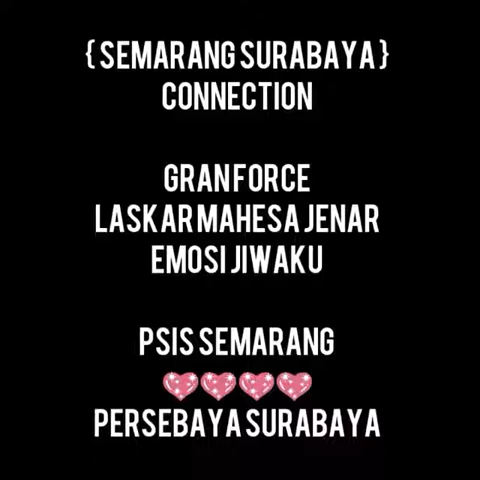 { SEMARANG SURABAYA }
CONNECTION
GRANFORCE
LASKAR MAHESA JENAR
EMOSI JIWAKU
PSIS SEMARANG
PERSEBAYA SURABAYA